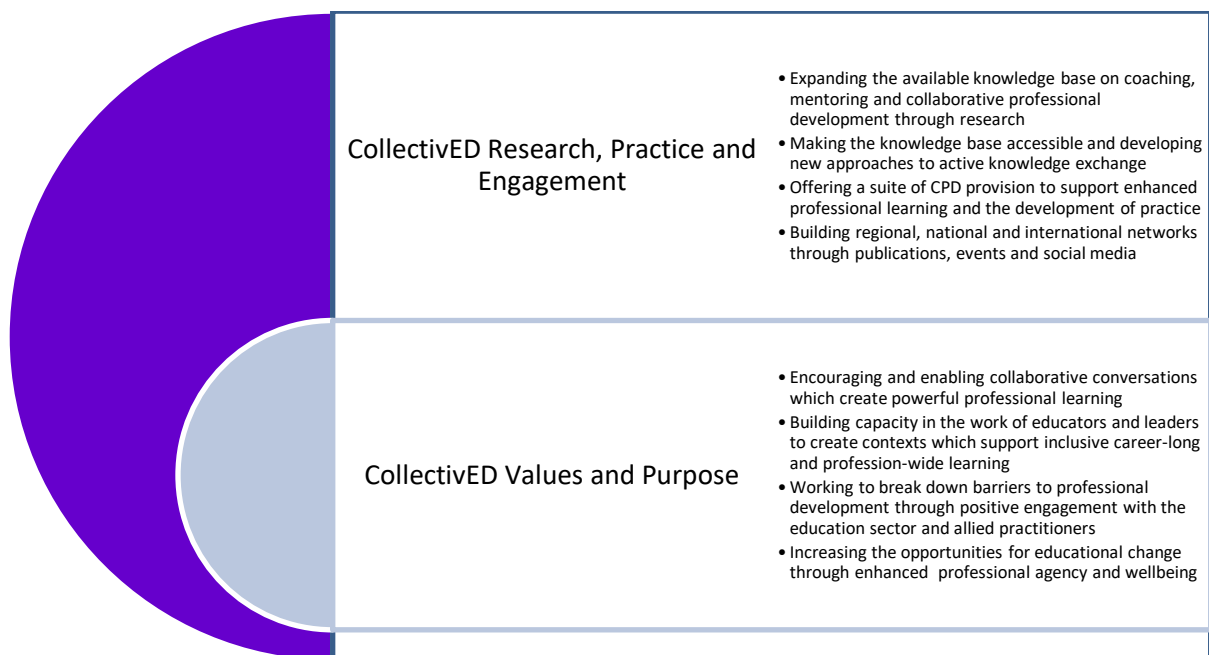 CollectivED Research, Practice and
Engagement
• Expanding the available knowledge base on coaching,
mentoring and collaborative professional
development through research
• Making the knowledge base accessible and developing
new approaches to active knowledge exchange
• Offering a suite of CPD provision to support enhanced
professional learning and the development of practice
• Building regional, national and international networks
through publications, events and social media
CollectivED Values and Purpose
• Encouraging and enabling collaborative conversations
which create powerful professional learning
• Building capacity in the work of educators and leaders
to create contexts which support inclusive career-long
and profession-wide learning
• Working to break down barriers to professional
development through positive engagement with the
education sector and allied practitioners
• Increasing the opportunities for educational change
through enhanced  professional agency and wellbeing